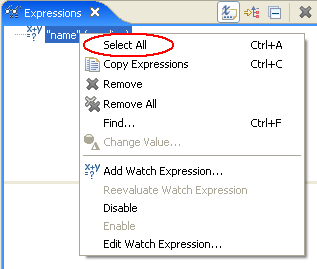 Expressions
x+y
=?
"name"
Select All Ctrl+A
Copy Expressions Ctrl+C
Remove
Remove All
Find... Ctrl+F
Change Value...
x+y
=?
Add Watch Expression...
Reevaluate Watch Expression
Disable
Enable
Edit Watch Expression...